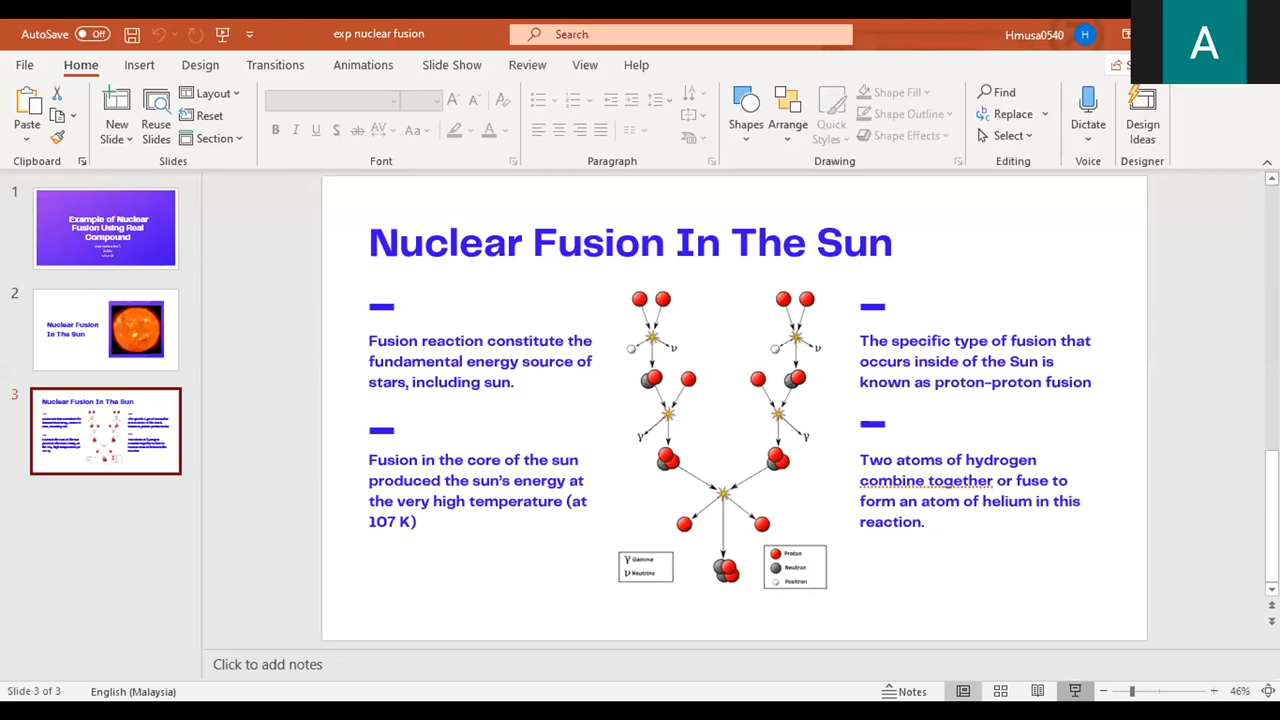 AutoSave Off exp nuclear fusion Search Hmusa0540 H
A
File Home Insert Design Transitions Animations Slide Show Review View Help
Paste New Slide Reuse Slides Layout Reset Section
B I U S ab AV Aa A
Shapes Arrange Quick Styles Shape Fill Shape Outline Shape Effects
Find Replace Select Dictate Design Ideas
Clipboard Slides Font Paragraph Drawing Editing Voice Designer
1
Example of Nuclear
Fusion Using Real
Compound
2
Nuclear Fusion
In The Sun
3
Nuclear Fusion In The Sun
Nuclear Fusion In The Sun
Fusion reaction constitute the
fundamental energy source of
stars, including sun.
Fusion in the core of the sun
produced the sun's energy at
the very high temperature (at
107 K)
ν ν
γ γ
γ Gamma
ν Neutrino
Proton
Neutron
Positron
The specific type of fusion that
occurs inside of the Sun is
known as proton-proton fusion
Two atoms of hydrogen
combine together or fuse to
form an atom of helium in this
reaction.
Click to add notes
Slide 3 of 3 English (Malaysia) Notes 46%